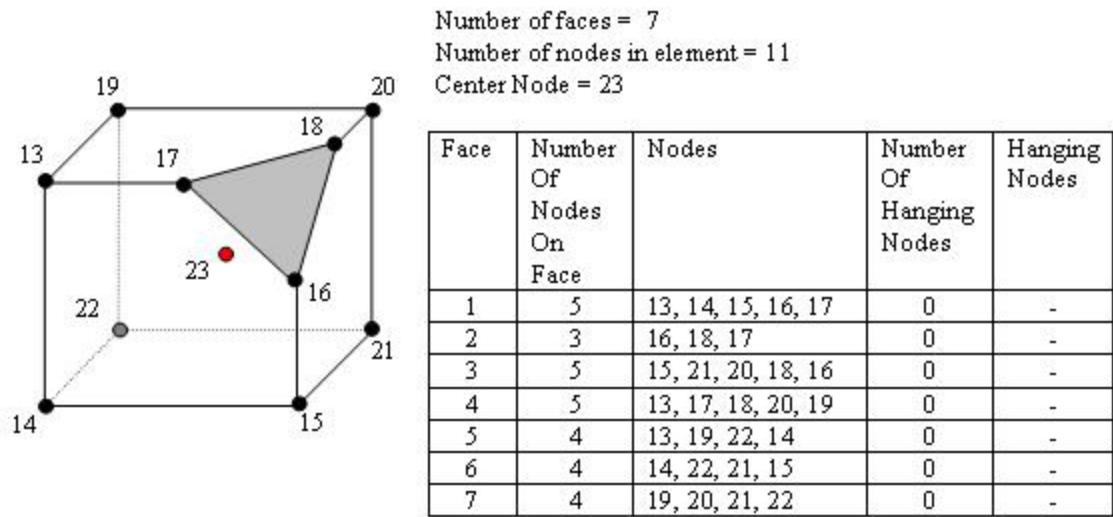 Number of faces = 7
Number of nodes in element = 11
Center Node = 23
19
20
18
13
17
23
16
22
21
14
15
Face Number Of Nodes On Face Nodes Number Of Hanging Nodes Hanging Nodes
1 5 13, 14, 15, 16, 17 0 -
2 3 16, 18, 17 0 -
3 5 15, 21, 20, 18, 16 0 -
4 5 13, 17, 18, 20, 19 0 -
5 4 13, 19, 22, 14 0 -
6 4 14, 22, 21, 15 0 -
7 4 19, 20, 21, 22 0 -